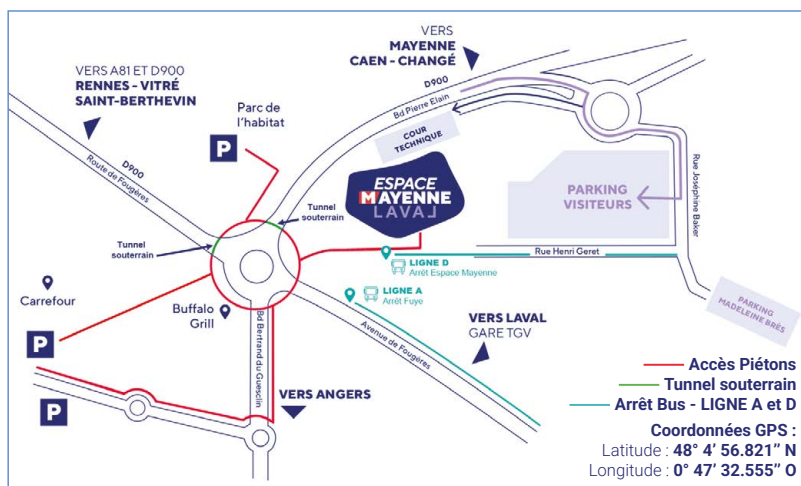 VERS
MAYENNE
CAEN - CHANGÉ
VERS A81 ET D900
RENNES - VITRÉ
SAINT-BERTHEVIN
D900
Bd Pierre Elain
Parc de
l'habitat
P
COUR
TECHNIQUE
D900
Route de Fougères
ESPACE
MAYENNE
LAVAL
PARKING
VISITEURS
Rue Joséphine Baker
Tunnel
souterrain
Tunnel
souterrain
Rue Henri Geret
LIGNE D
Arrêt Espace Mayenne
Carrefour
LIGNE A
Arrêt Fuye
Buffalo
Grill
VERS LAVAL
GARE TGV
PARKING
MADELEINE BRÈS
P
Bd Bertrand du Guesclin
Avenue de Fougères
P
VERS ANGERS
Accès Piétons
Tunnel souterrain
Arrêt Bus - LIGNE A et D
Coordonnées GPS :
Latitude : 48° 4' 56.821’’ N
Longitude : 0° 47' 32.555’’ O